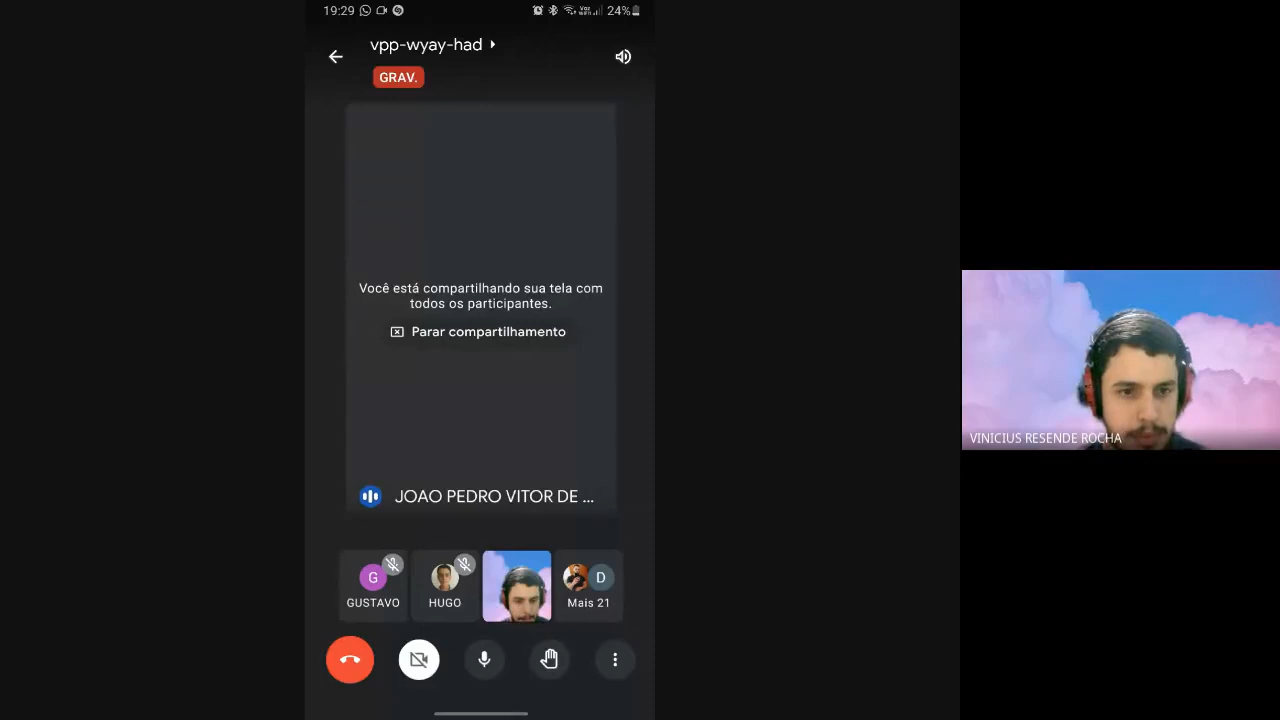 19:29
24%
vpp-wyay-had
GRAV.
Você está compartilhando sua tela com
todos os participantes.
Parar compartilhamento
JOAO PEDRO VITOR DE ...
G
D
GUSTAVO
HUGO
Mais 21
VINICIUS RESENDE ROCHA